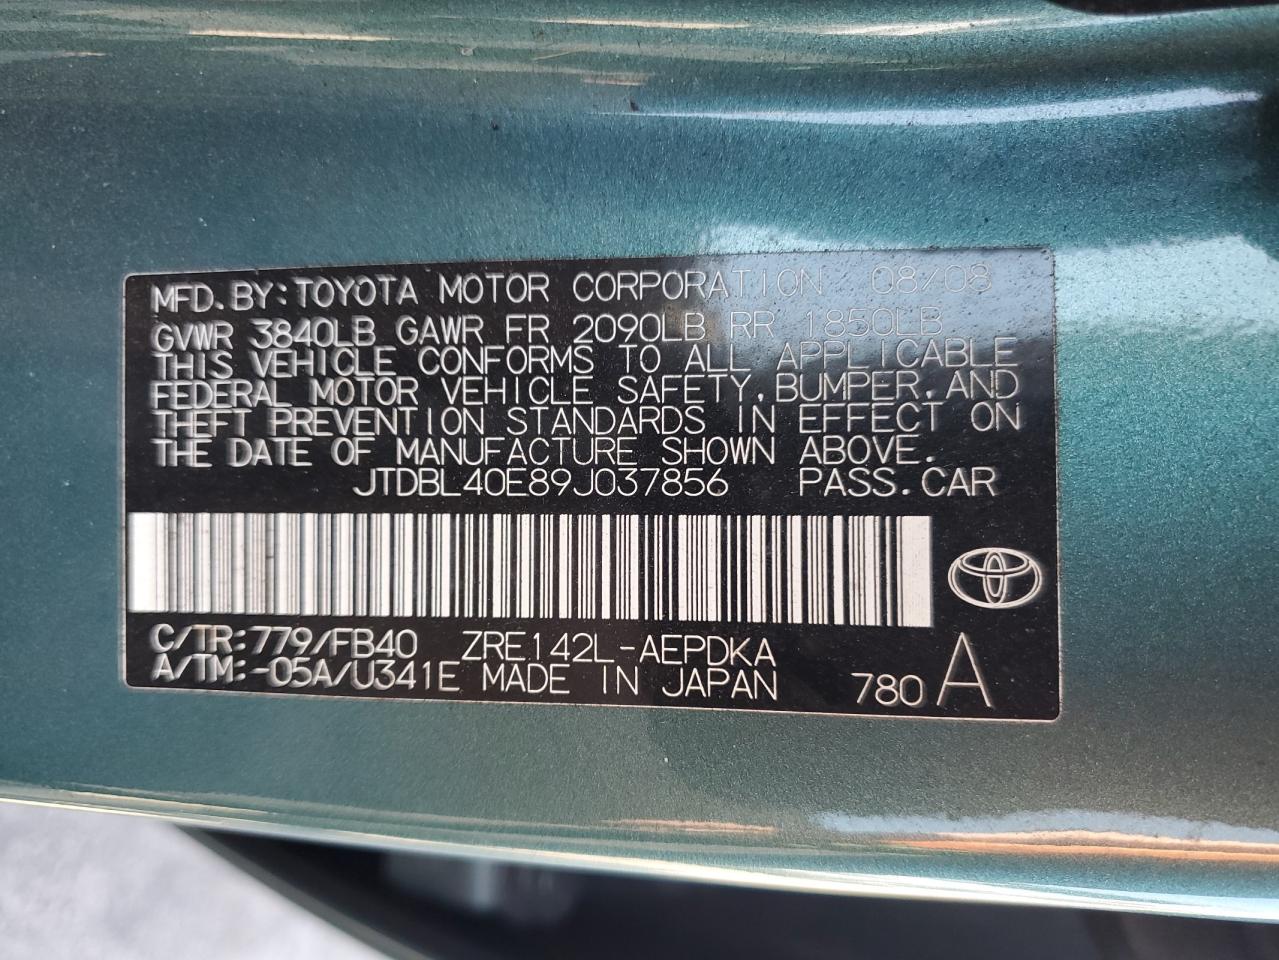 MFD.BY:TOYOTA MOTOR CORPORATION 08/08
GVWR 3840LB GAWR FR 2090LB RR 1850LB
THIS VEHICLE CONFORMS TO ALL APPLICABLE
FEDERAL MOTOR VEHICLE SAFETY,BUMPER,AND
THEFT PREVENTION STANDARDS IN EFFECT ON
THE DATE OF MANUFACTURE SHOWN ABOVE.
JTDBL40E89J037856 PASS.CAR
C/TR:779/FB40 ZRE142L-AEPDKA
A/TM:-05A/U341E MADE IN JAPAN 780 A